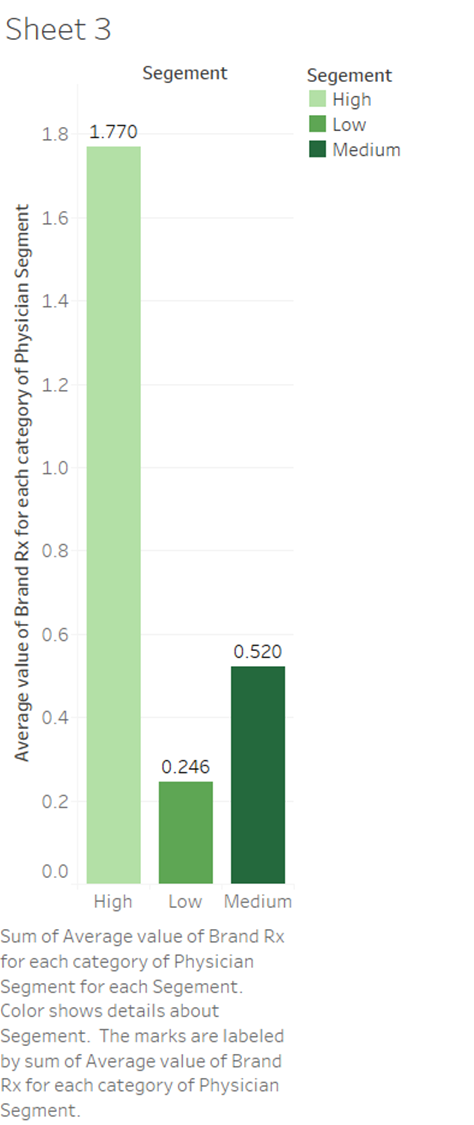 Sheet 3
Segement
Segement
High
Low
Medium
Average value of Brand Rx for each category of Physician Segment
1.8
1.6
1.4
1.2
1.0
0.8
0.6
0.4
0.2
0.0
1.770
0.246
0.520
High Low Medium
Sum of Average value of Brand Rx
for each category of Physician
Segment for each Segement.
Color shows details about
Segement.  The marks are labeled
by sum of Average value of Brand
Rx for each category of Physician
Segment.